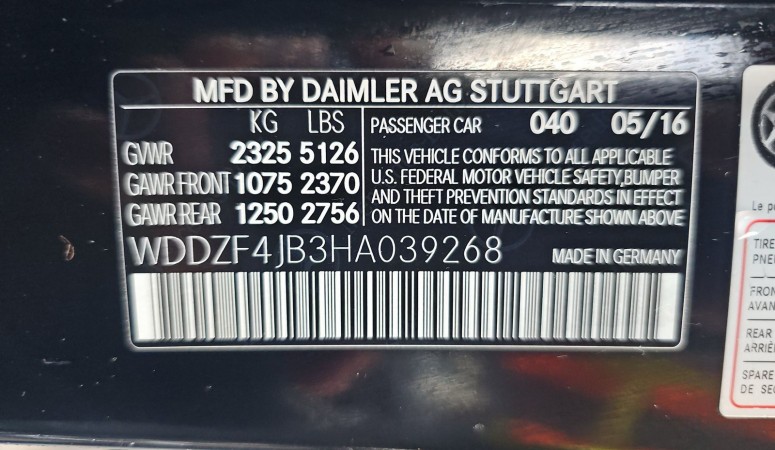 MFD BY DAIMLER AG STUTTGART
KG LBS
GVWR 2325 5126
GAWR FRONT 1075 2370
GAWR REAR 1250 2756
PASSENGER CAR 040 05/16
THIS VEHICLE CONFORMS TO ALL APPLICABLE
U.S. FEDERAL MOTOR VEHICLE SAFETY,BUMPER
AND THEFT PREVENTION STANDARDS IN EFFECT
ON THE DATE OF MANUFACTURE SHOWN ABOVE
WDDZF4JB3HA039268 MADE IN GERMANY
Le
TIRE
FRON
AVAN
REAR
ARRIÈ
SPARE
DE